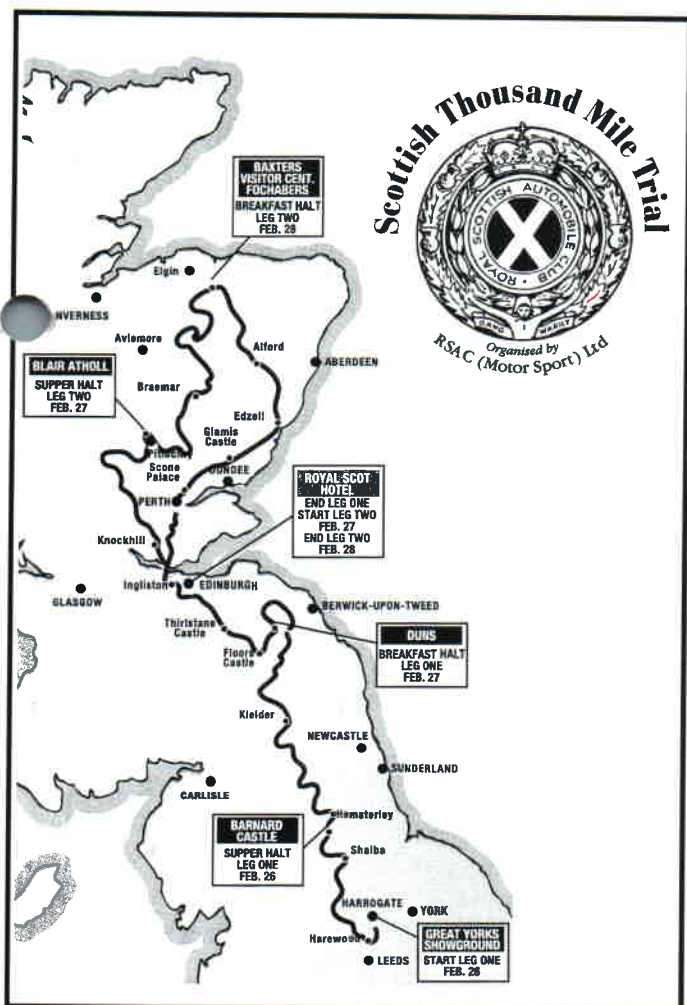 Scottish Thousand Mile Trial
ROYAL SCOTTISH AUTOMOBILE CLUB
GANG WARILY
Organised by
RSAC (Motor Sport) Ltd
BAXTERS
VISITOR CENT.
FOCHABERS
BREAKFAST HALT
LEG TWO
FEB. 28
Elgin
NVERNESS
Aviemore
Alford
ABERDEEN
BLAIR ATHOLL
SUPPER HALT
LEG TWO
FEB. 27
Braemar
Edzell
Glamis
Castle
Pitlochry
Scone
Palace
DUNDEE
PERTH
ROYAL SCOT
HOTEL
END LEG ONE
START LEG TWO
FEB. 27
END LEG TWO
FEB. 28
Knockhill
Ingliston
EDINBURGH
GLASGOW
BERWICK-UPON-TWEED
Thirlstane
Castle
Floors
Castle
DUNS
BREAKFAST HALT
LEG ONE
FEB. 27
Kielder
NEWCASTLE
SUNDERLAND
CARLISLE
Hamsterley
BARNARD
CASTLE
SUPPER HALT
LEG ONE
FEB. 26
Shaiba
HARROGATE
YORK
Harewood
GREAT YORKS
SHOWGROUND
START LEG ONE
FEB. 26
LEEDS